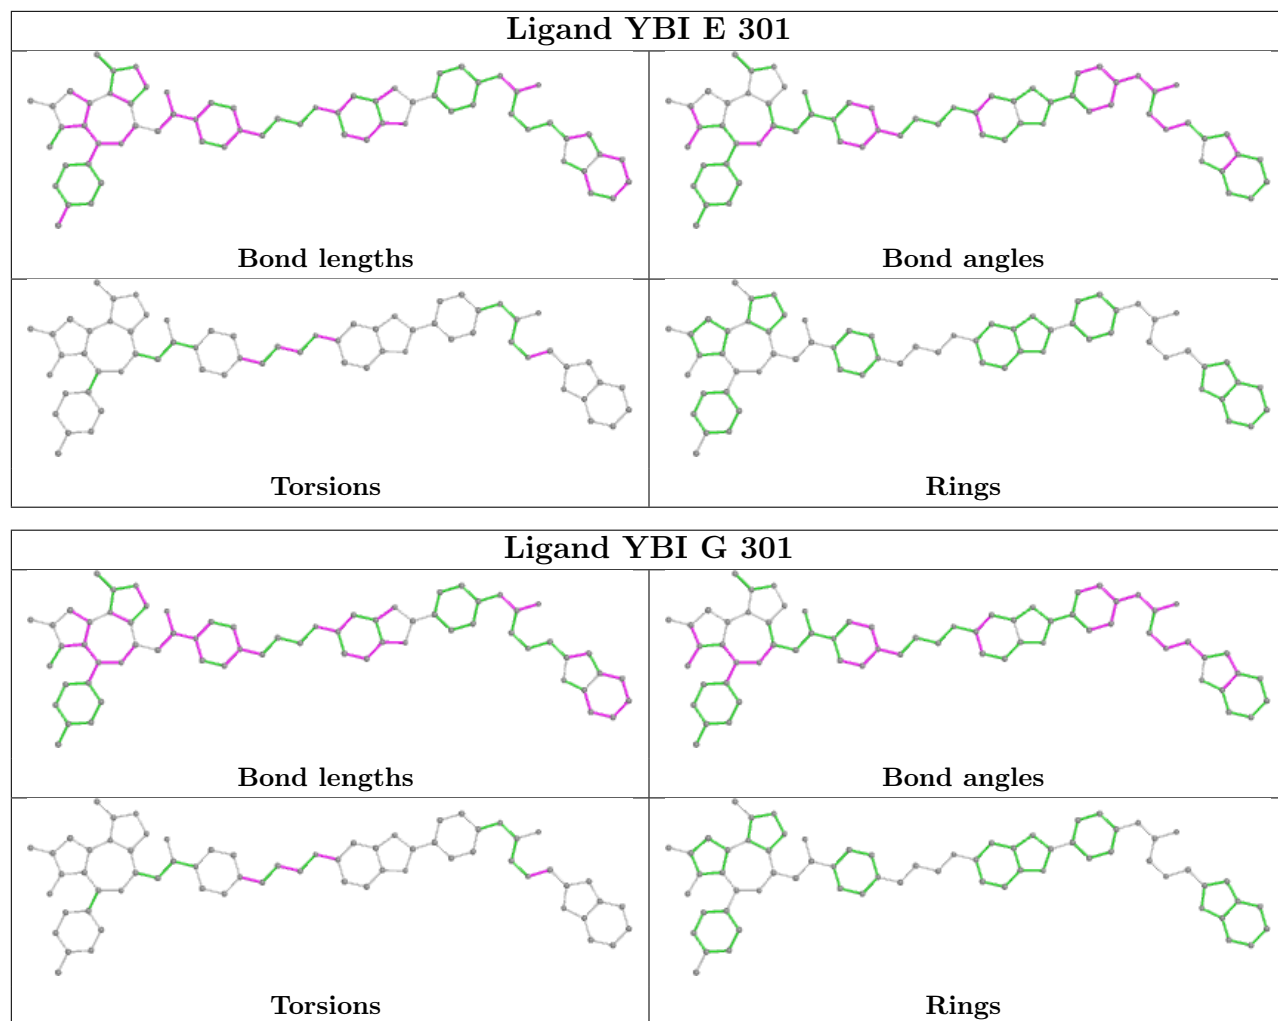 Ligand YBI E 301
Bond lengths
Bond angles
Torsions
Rings
Ligand YBI G 301
Bond lengths
Bond angles
Torsions
Rings